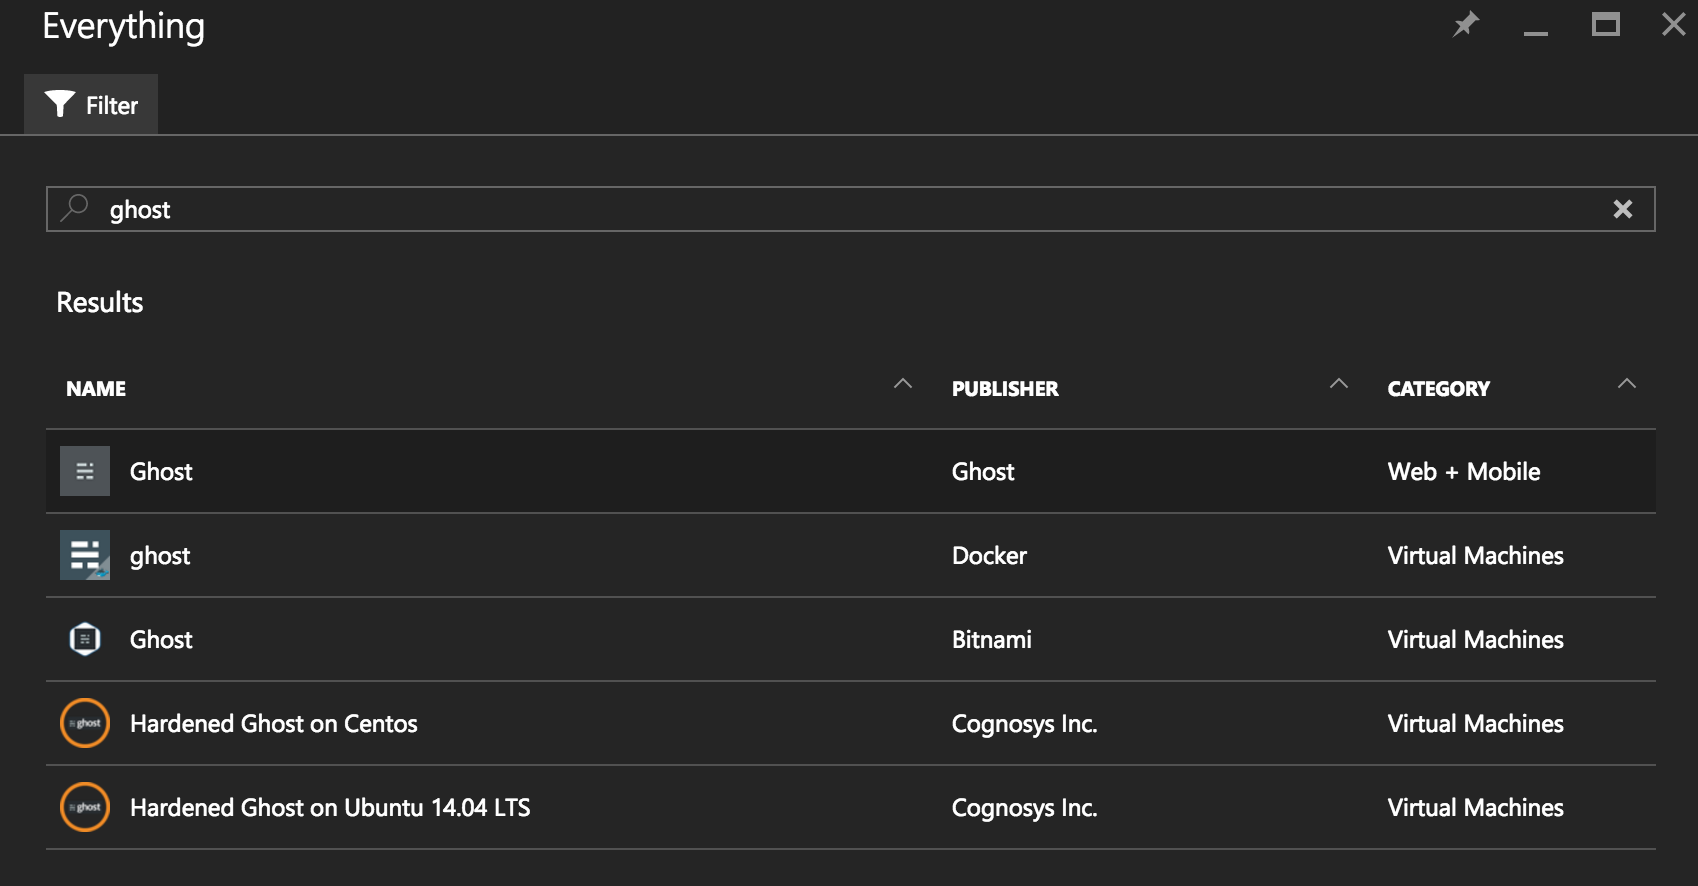 Everything
Filter
ghost
Results
NAME PUBLISHER CATEGORY
Ghost Ghost Web + Mobile
ghost Docker Virtual Machines
Ghost Bitnami Virtual Machines
ghost Hardened Ghost on Centos Cognosys Inc. Virtual Machines
ghost Hardened Ghost on Ubuntu 14.04 LTS Cognosys Inc. Virtual Machines